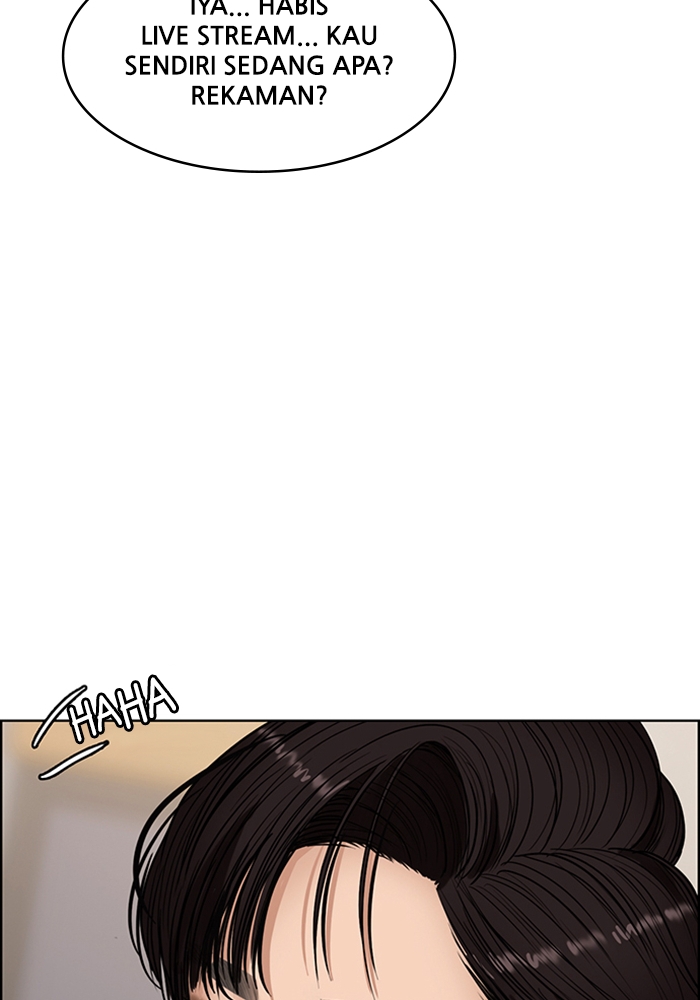 IYA... HABIS
LIVE STREAM... KAU
SENDIRI SEDANG APA?
REKAMAN?
HAHA